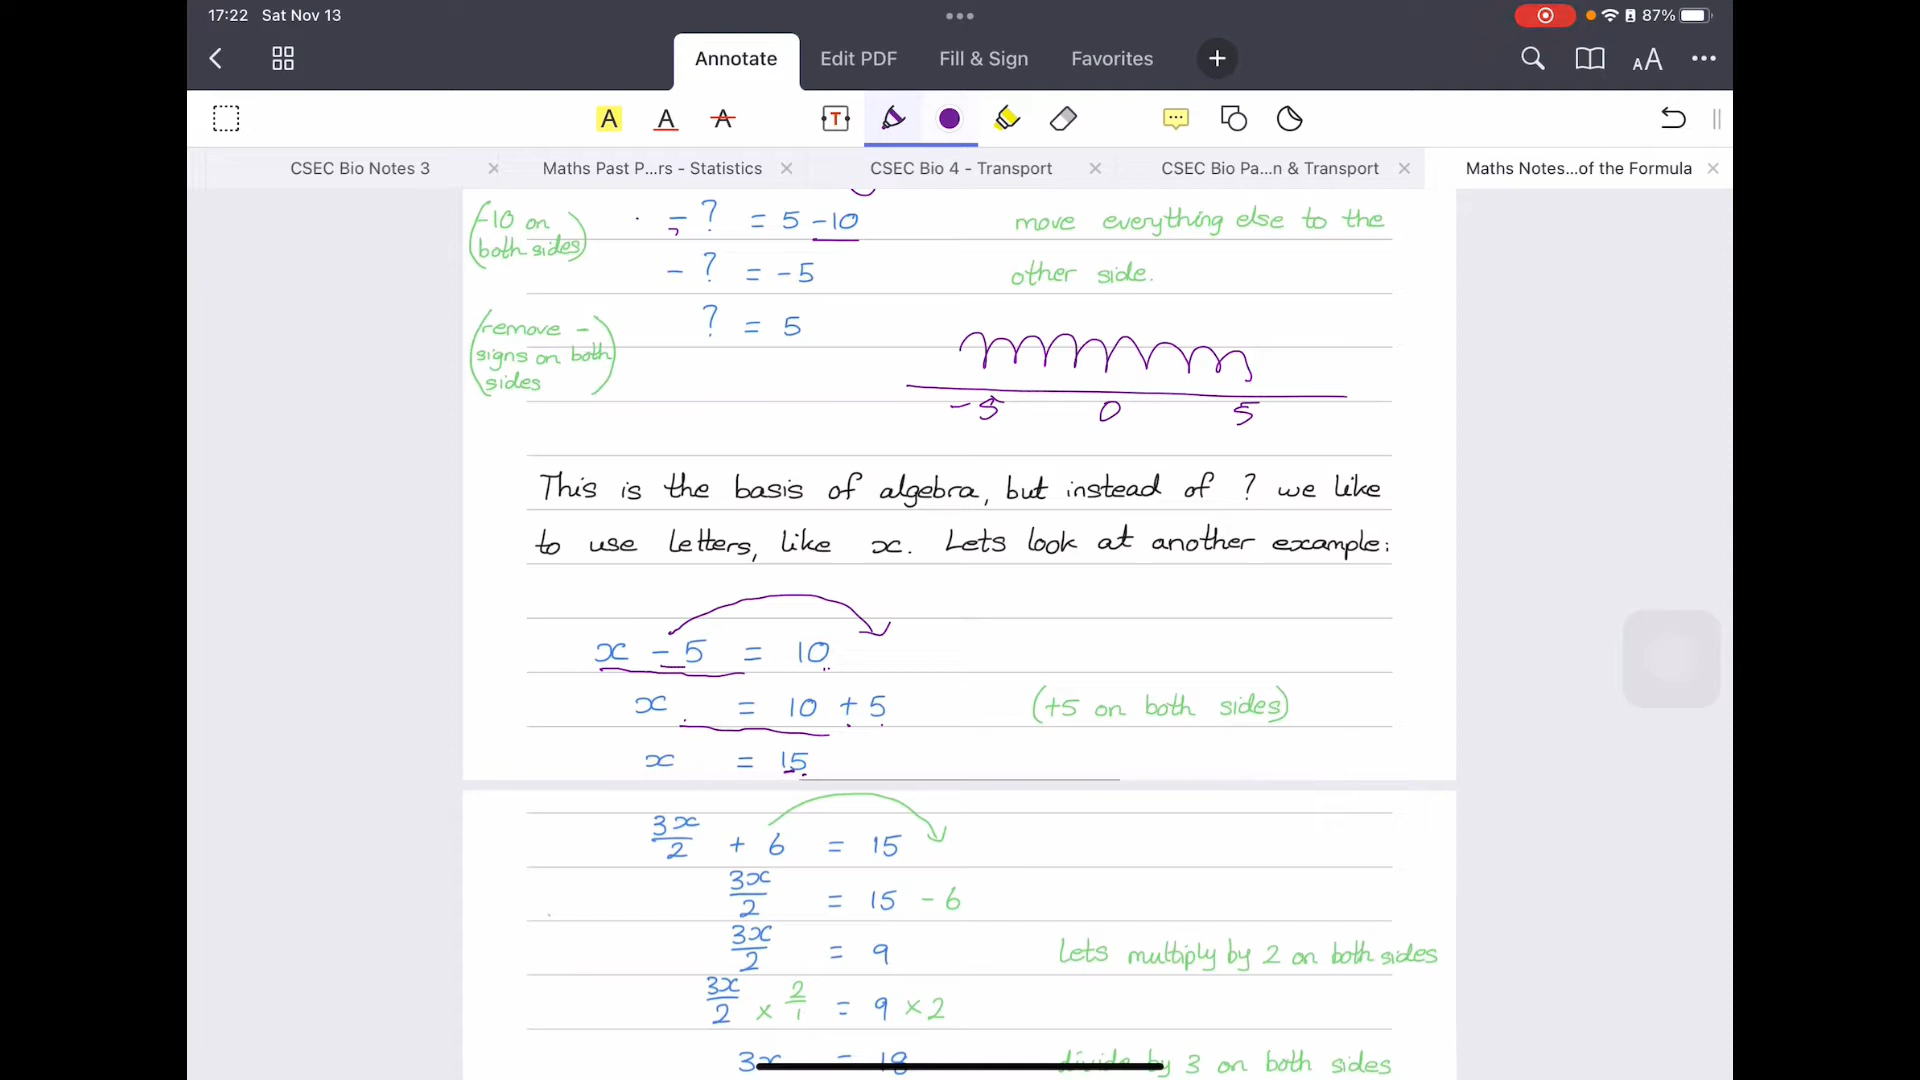 17:22 Sat Nov 13
87%
Annotate Edit PDF Fill & Sign Favorites
AA
A A A T
CSEC Bio Notes 3 Maths Past P...rs - Statistics CSEC Bio 4 - Transport CSEC Bio Pa...n & Transport Maths Notes...of the Formula
(-10 on both sides)
- ? = 5 -10
move everything else to the
- ? = -5
other side.
? = 5
(remove - signs on both sides)
-5 0 5
This is the basis of algebra, but instead of ? we like
to use letters, like x. Lets look at another example:
x - 5 = 10
x = 10 + 5 (+5 on both sides)
x = 15
3x/2 + 6 = 15
3x/2 = 15 - 6
3x/2 = 9 Lets multiply by 2 on both sides
3x/2 × 2/1 = 9 × 2
3x = 18 divide by 3 on both sides